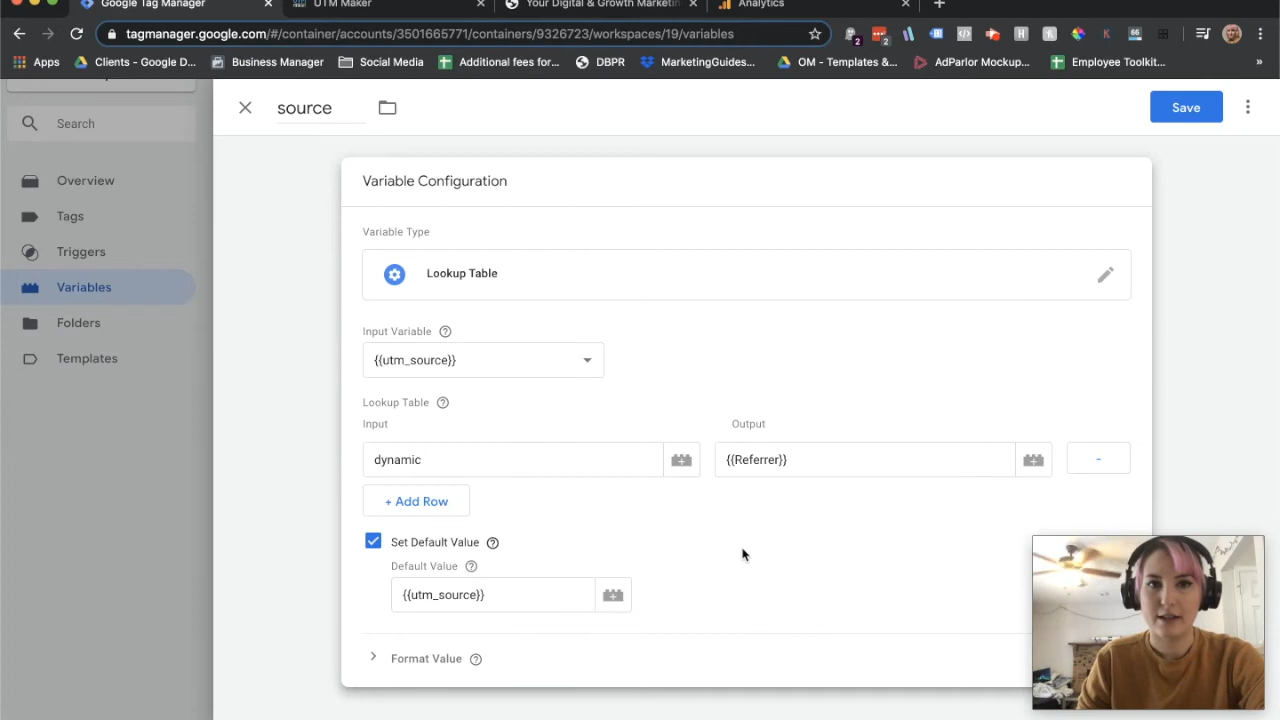 Google Tag Manager
UTM Maker
Your Digital & Growth Marketin
Analytics
tagmanager.google.com/#/container/accounts/3501665771/containers/9326723/workspaces/19/variables
2
2
66
Apps
Clients - Google D...
Business Manager
Social Media
Additional fees for...
DBPR
MarketingGuides...
OM - Templates &...
AdParlor Mockup...
Employee Toolkit...
»
source
Save
Search
Overview
Tags
Triggers
Variables
Folders
Templates
Variable Configuration
Variable Type
Lookup Table
Input Variable
{{utm_source}}
Lookup Table
Input
Output
dynamic
{{Referrer}}
-
+ Add Row
Set Default Value
Default Value
{{utm_source}}
Format Value